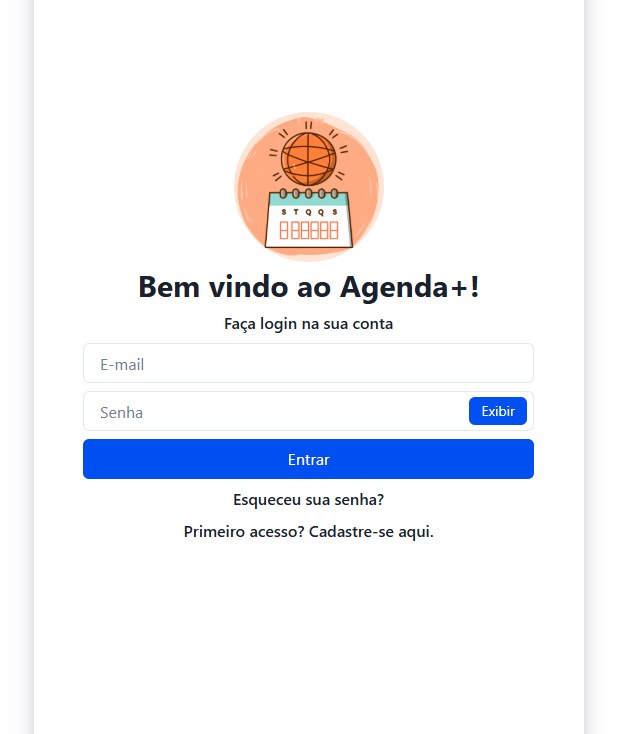 S T Q Q S
Bem vindo ao Agenda+!
Faça login na sua conta
E-mail
Senha
Exibir
Entrar
Esqueceu sua senha?
Primeiro acesso? Cadastre-se aqui.